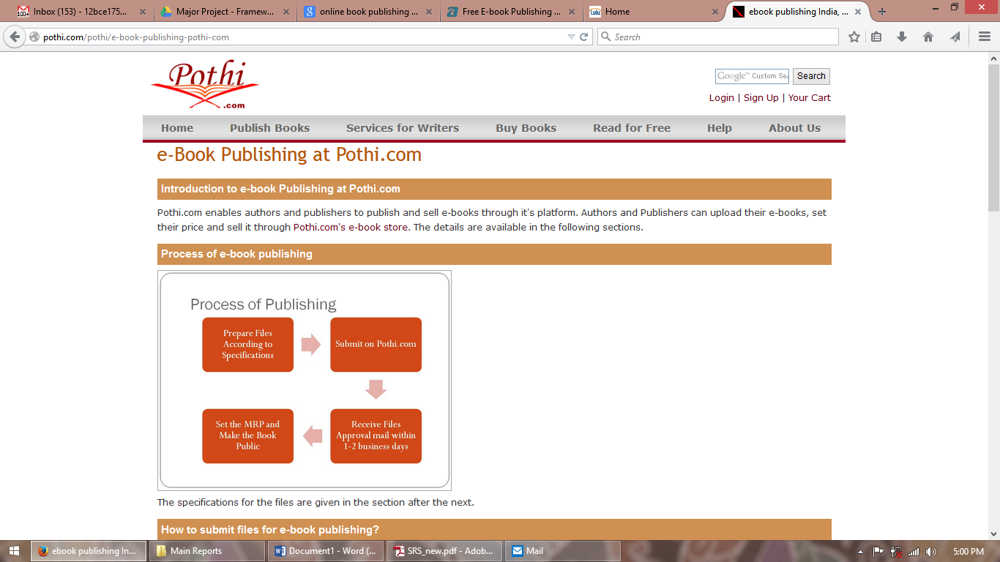 Inbox (153) - 12bce175...
Major Project - Framew...
online book publishing ...
Free E-book Publishing ...
Home
ebook publishing India, ...
pothi.com/pothi/e-book-publishing-pothi-com
Search
Pothi
.com
Google™ Custom Sea
Search
Login | Sign Up | Your Cart
Home
Publish Books
Services for Writers
Buy Books
Read for Free
Help
About Us
e-Book Publishing at Pothi.com
Introduction to e-book Publishing at Pothi.com
Pothi.com enables authors and publishers to publish and sell e-books through it's platform. Authors and Publishers can upload their e-books, set
their price and sell it through Pothi.com's e-book store. The details are available in the following sections.
Process of e-book publishing
Process of Publishing
Prepare Files
According to
Specifications
Submit on Pothi.com
Receive Files
Approval mail within
1-2 business days
Set the MRP and
Make the Book
Public
The specifications for the files are given in the section after the next.
How to submit files for e-book publishing?
ebook publishing In...
Main Reports
Document1 - Word (...
SRS_new.pdf - Adob...
Mail
5:00 PM